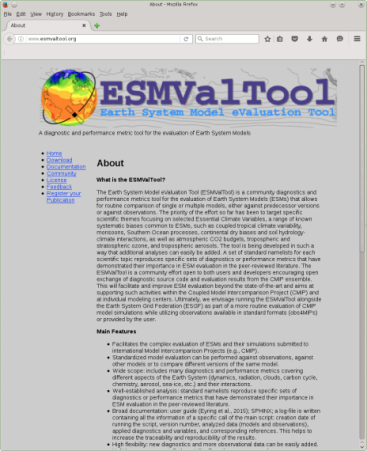 About - Mozilla Firefox
File Edit View History Bookmarks Tools Help
About
www.esmvaltool.org
Search
ESMValTool
Earth System Model eValuation Tool
A diagnostic and performance metric tool for the evaluation of Earth System Models
Home
Download
Documentation
Community
License
Feedback
Register your
Publication
About
What is the ESMValTool?
The Earth System Model eValuation Tool (ESMValTool) is a community diagnostics and
performance metrics tool for the evaluation of Earth System Models (ESMs) that allows
for routine comparison of single or multiple models, either against predecessor versions
or against observations. The priority of the effort so far has been to target specific
scientific themes focusing on selected Essential Climate Variables, a range of known
systematic biases common to ESMs, such as coupled tropical climate variability,
monsoons, Southern Ocean processes, continental dry biases and soil hydrology-
climate interactions, as well as atmospheric CO2 budgets, tropospheric and
stratospheric ozone, and tropospheric aerosols. The tool is being developed in such a
way that additional analyses can easily be added. A set of standard namelists for each
scientific topic reproduces specific sets of diagnostics or performance metrics that have
demonstrated their importance in ESM evaluation in the peer-reviewed literature. The
ESMValTool is a community effort open to both users and developers encouraging open
exchange of diagnostic source code and evaluation results from the CMIP ensemble.
This will facilitate and improve ESM evaluation beyond the state-of-the-art and aims at
supporting such activities within the Coupled Model Intercomparison Project (CMIP) and
at individual modeling centers. Ultimately, we envisage running the ESMValTool alongside
the Earth System Grid Federation (ESGF) as part of a more routine evaluation of CMIP
model simulations while utilizing observations available in standard formats (obs4MIPs)
or provided by the user.
Main Features
Facilitates the complex evaluation of ESMs and their simulations submitted to
international Model Intercomparison Projects (e.g., CMIP).
Standardized model evaluation can be performed against observations, against
other models or to compare different versions of the same model.
Wide scope: includes many diagnostics and performance metrics covering
different aspects of the Earth System (dynamics, radiation, clouds, carbon cycle,
chemistry, aerosol, sea-ice, etc.) and their interactions.
Well-established analysis: standard namelists reproduce specific sets of
diagnostics or performance metrics that have demonstrated their importance in
ESM evaluation in the peer-reviewed literature.
Broad documentation: user guide (Eyring et al., 2015); SPHINX; a log-file is written
containing all the information of a specific call of the main script: creation date of
running the script, version number, analyzed data (models and observations),
applied diagnostics and variables, and corresponding references. This helps to
increase the traceability and reproducibility of the results.
High flexibility: new diagnostics and more observational data can be easily added.